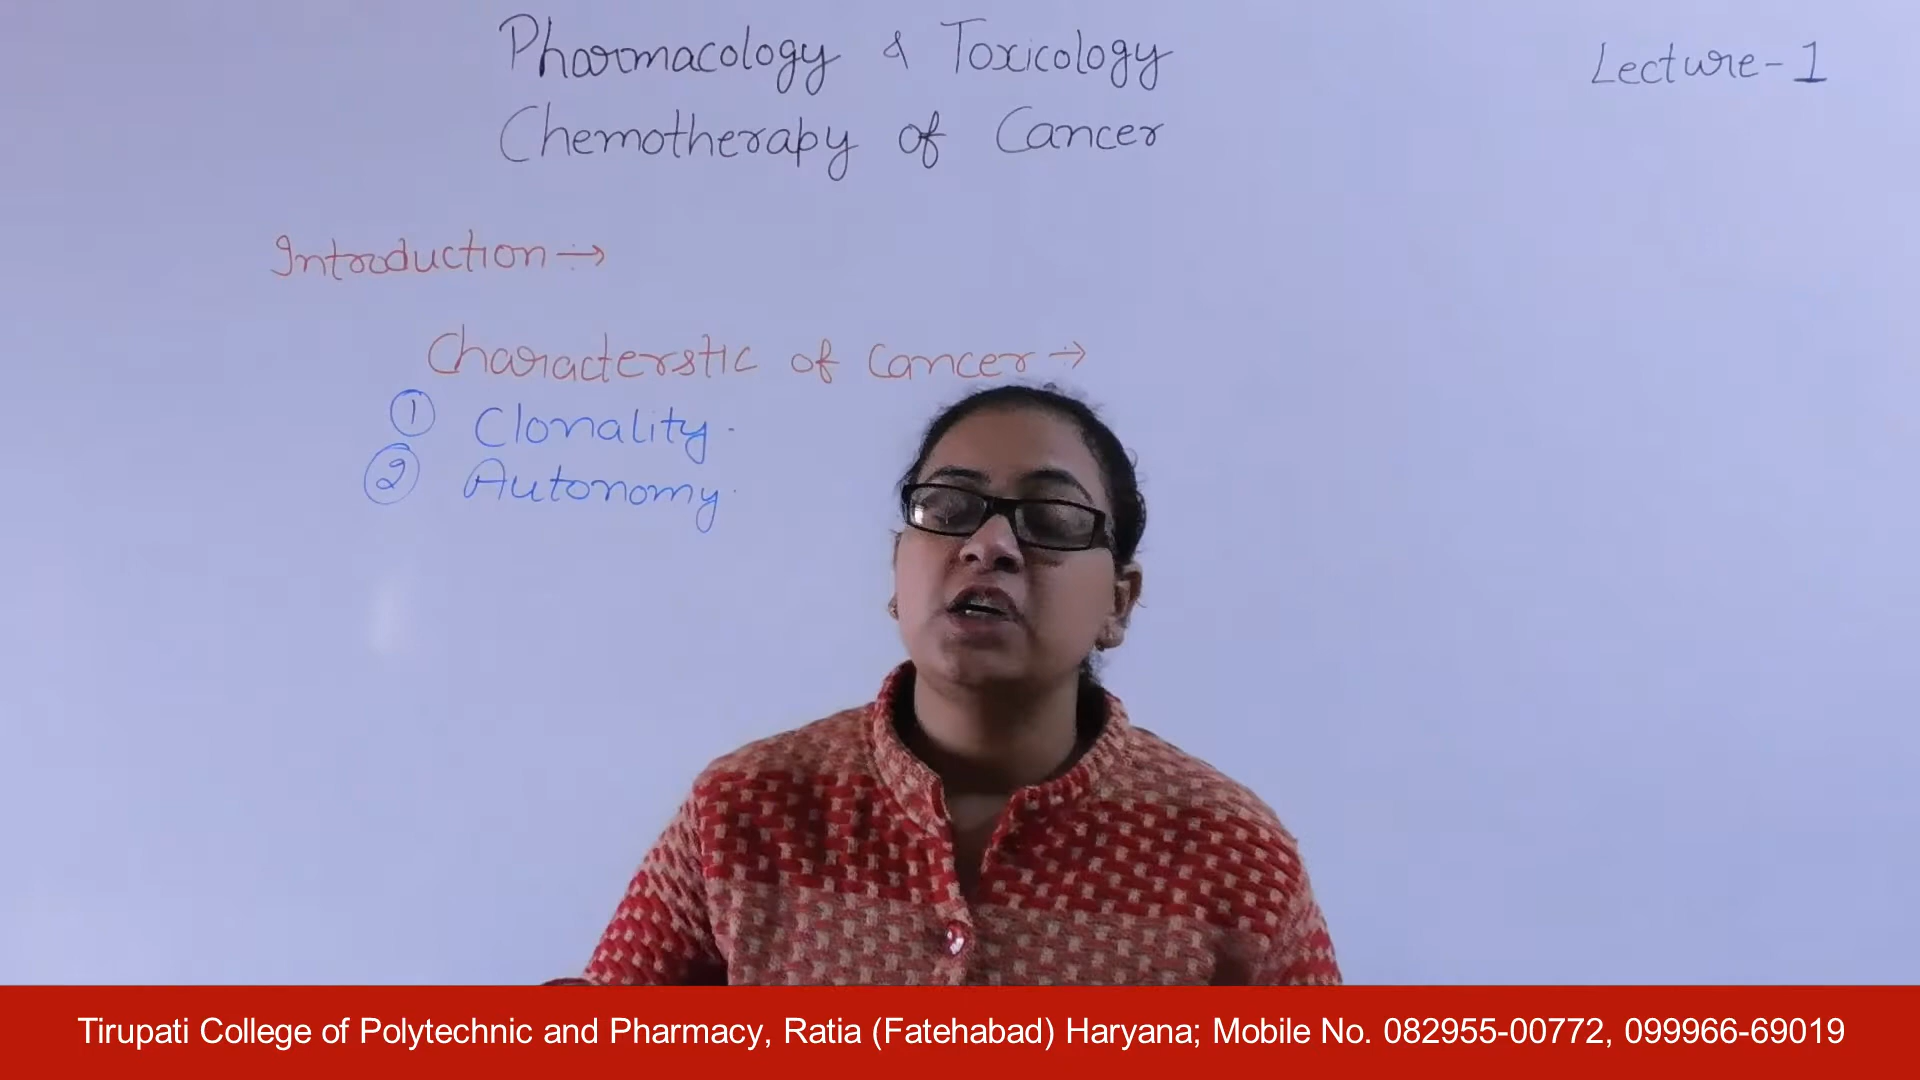 Pharmacology & Toxicology
Lecture-1
Chemotherapy of Cancer
Introduction →
Characterstic of Cancer →
① Clonality.
② Autonomy.
Tirupati College of Polytechnic and Pharmacy, Ratia (Fatehabad) Haryana; Mobile No. 082955-00772, 099966-69019